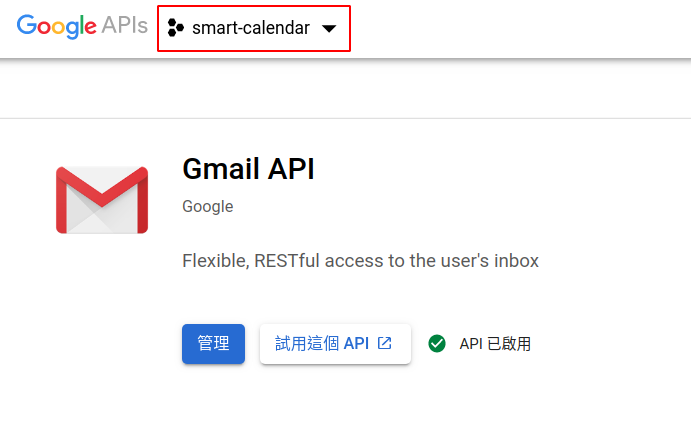 Google APIs smart-calendar
Gmail API
Google
Flexible, RESTful access to the user's inbox
管理 試用這個 API API 已啟用